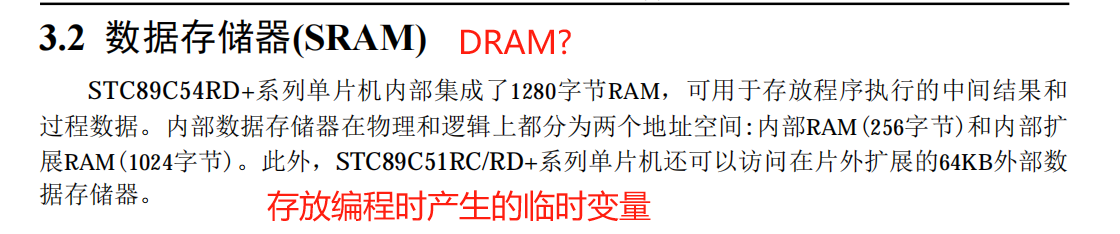 3.2 数据存储器(SRAM) DRAM?
STC89C54RD+系列单片机内部集成了1280字节RAM，可用于存放程序执行的中间结果和
过程数据。内部数据存储器在物理和逻辑上都分为两个地址空间:内部RAM(256字节)和内部扩
展RAM(1024字节)。此外，STC89C51RC/RD+系列单片机还可以访问在片外扩展的64KB外部数
据存储器。
存放编程时产生的临时变量